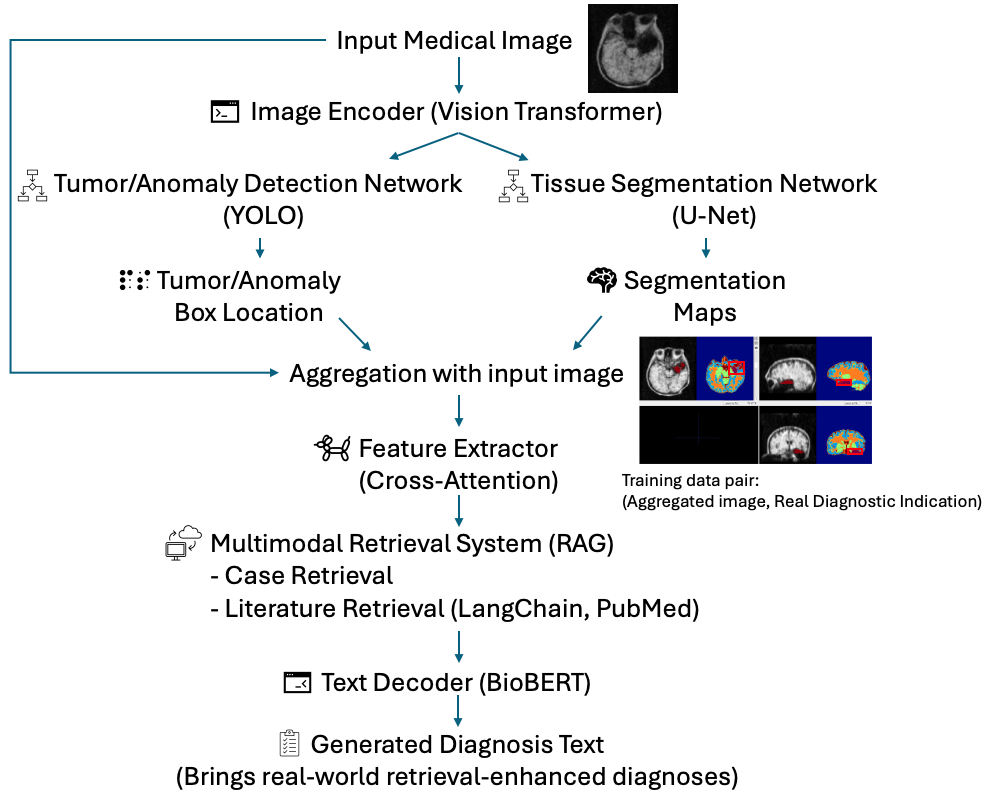 Input Medical Image
Image Encoder (Vision Transformer)
Tumor/Anomaly Detection Network
(YOLO)
Tissue Segmentation Network
(U-Net)
Tumor/Anomaly
Box Location
Segmentation
Maps
Aggregation with input image
Feature Extractor
(Cross-Attention)
Training data pair:
(Aggregated image, Real Diagnostic Indication)
Multimodal Retrieval System (RAG)
- Case Retrieval
- Literature Retrieval (LangChain, PubMed)
Text Decoder (BioBERT)
Generated Diagnosis Text
(Brings real-world retrieval-enhanced diagnoses)